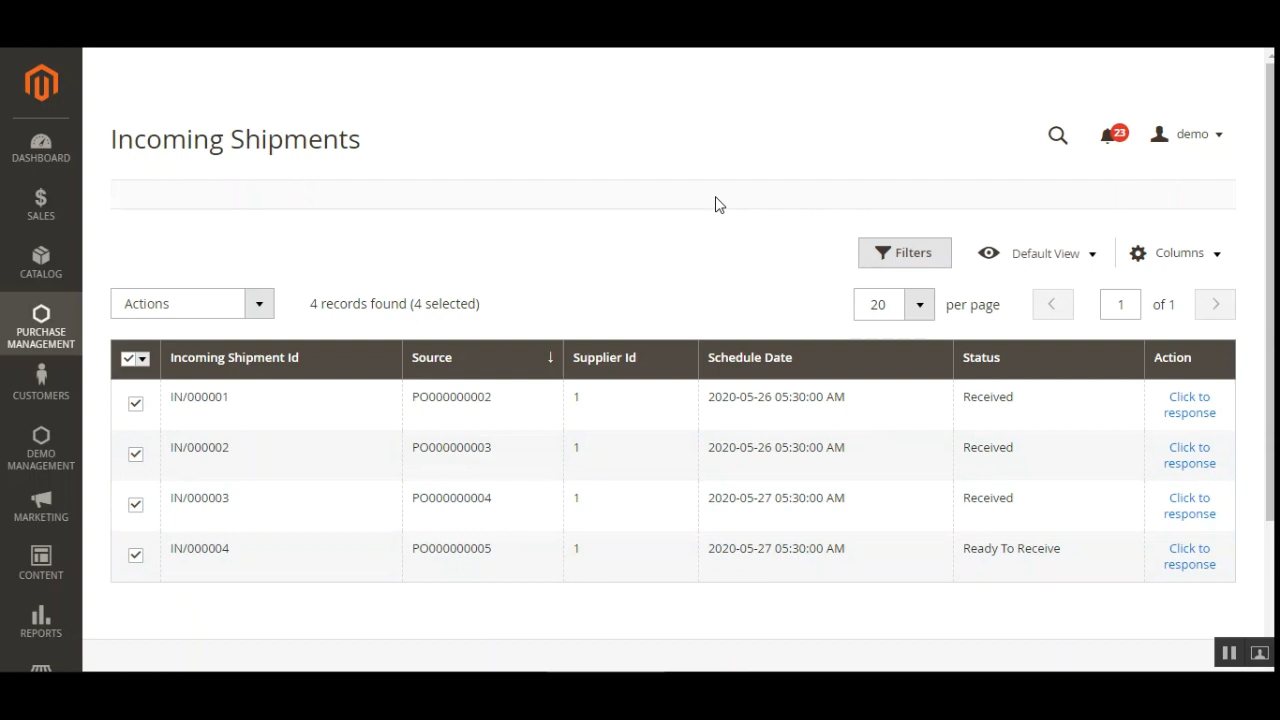 Incoming Shipments
23
demo
DASHBOARD
SALES
CATALOG
PURCHASE
MANAGEMENT
CUSTOMERS
DEMO
MANAGEMENT
MARKETING
CONTENT
REPORTS
Filters
Default View
Columns
Actions
4 records found (4 selected)
20 per page
1 of 1
Incoming Shipment Id Source ↓ Supplier Id Schedule Date Status Action
IN/000001 PO000000002 1 2020-05-26 05:30:00 AM Received Click to
response
IN/000002 PO000000003 1 2020-05-26 05:30:00 AM Received Click to
response
IN/000003 PO000000004 1 2020-05-27 05:30:00 AM Received Click to
response
IN/000004 PO000000005 1 2020-05-27 05:30:00 AM Ready To Receive Click to
response